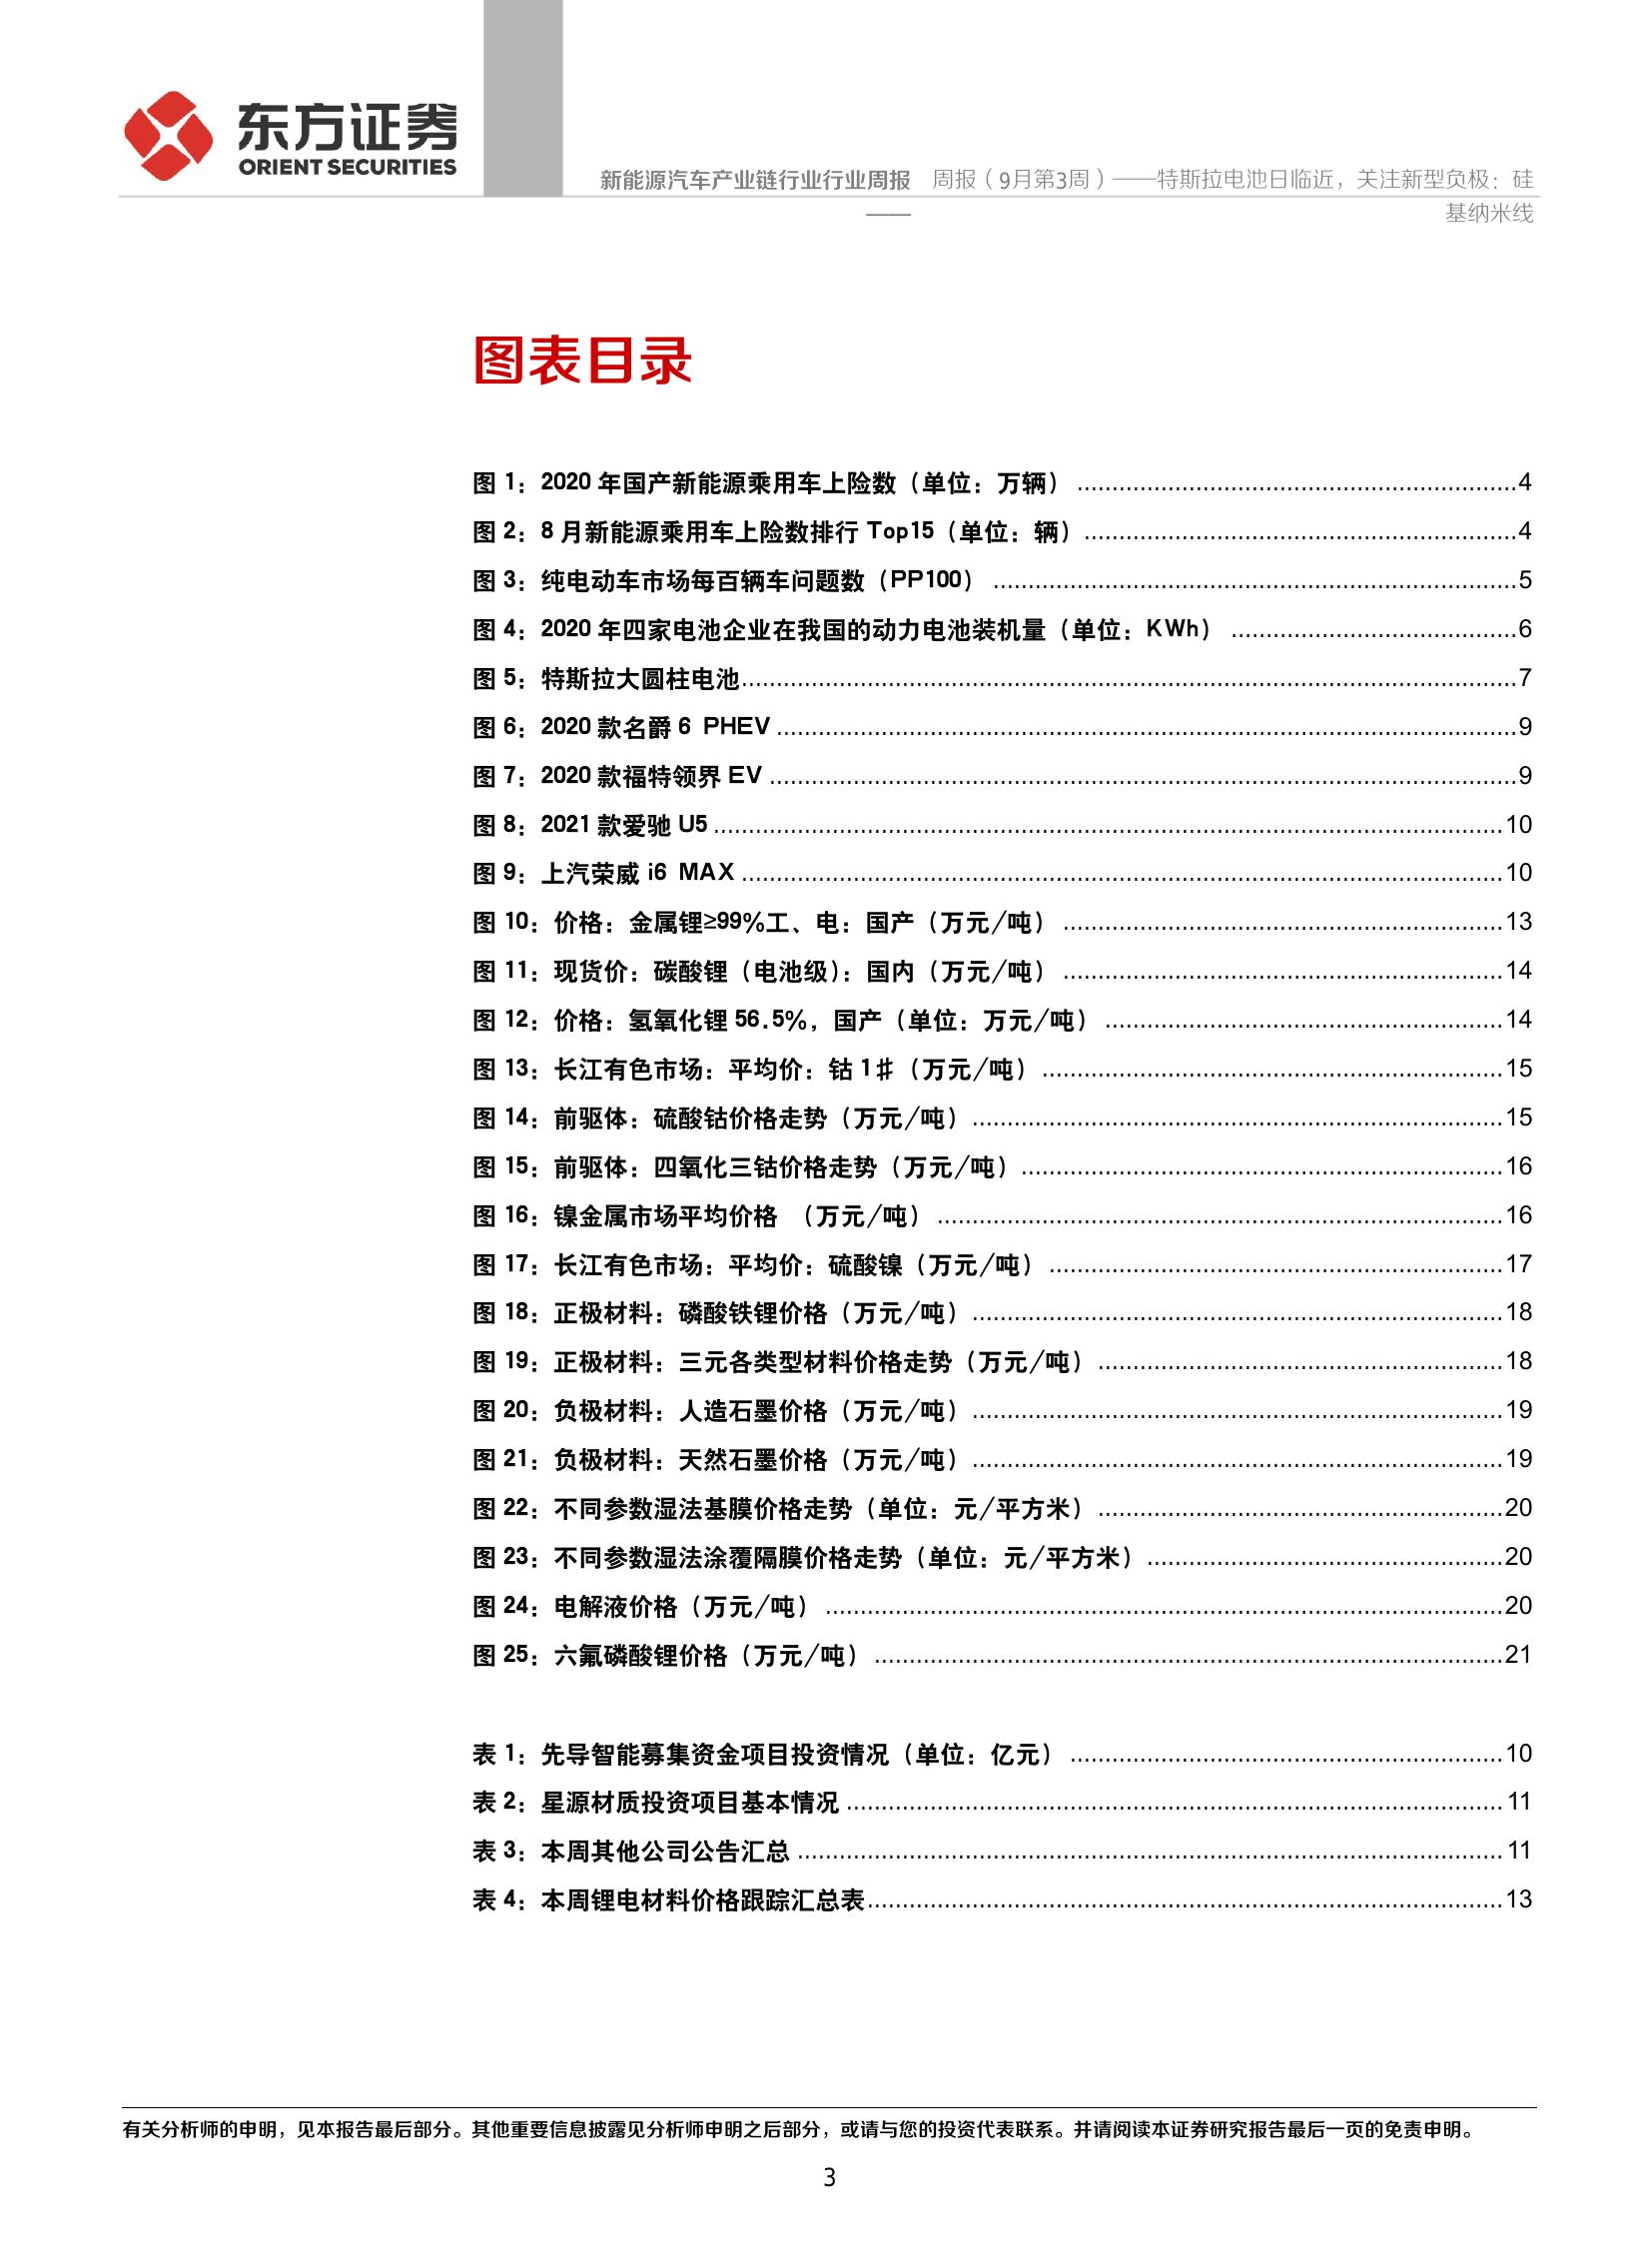 东方证券
ORIENT SECURITIES
新能源汽车产业链行业行业周报 —— 周报（9月第3周）——特斯拉电池日临近，关注新型负极：硅基纳米线
图表目录
图 1：2020 年国产新能源乘用车上险数（单位：万辆） ........ 4
图 2：8 月新能源乘用车上险数排行 Top15（单位：辆） ........ 4
图 3：纯电动车市场每百辆车问题数（PP100） ........ 5
图 4：2020 年四家电池企业在我国的动力电池装机量（单位：KWh） ........ 6
图 5：特斯拉大圆柱电池 ........ 7
图 6：2020 款名爵 6 PHEV ........ 9
图 7：2020 款福特领界 EV ........ 9
图 8：2021 款爱驰 U5 ........ 10
图 9：上汽荣威 i6 MAX ........ 10
图 10：价格：金属锂≥99%工、电：国产（万元/吨） ........ 13
图 11：现货价：碳酸锂（电池级）：国内（万元/吨） ........ 14
图 12：价格：氢氧化锂 56.5%，国产（单位：万元/吨） ........ 14
图 13：长江有色市场：平均价：钴 1#（万元/吨） ........ 15
图 14：前驱体：硫酸钴价格走势（万元/吨） ........ 15
图 15：前驱体：四氧化三钴价格走势（万元/吨） ........ 16
图 16：镍金属市场平均价格 （万元/吨） ........ 16
图 17：长江有色市场：平均价：硫酸镍（万元/吨） ........ 17
图 18：正极材料：磷酸铁锂价格（万元/吨） ........ 18
图 19：正极材料：三元各类型材料价格走势（万元/吨） ........ 18
图 20：负极材料：人造石墨价格（万元/吨） ........ 19
图 21：负极材料：天然石墨价格（万元/吨） ........ 19
图 22：不同参数湿法基膜价格走势（单位：元/平方米） ........ 20
图 23：不同参数湿法涂覆隔膜价格走势（单位：元/平方米） ........ 20
图 24：电解液价格（万元/吨） ........ 20
图 25：六氟磷酸锂价格（万元/吨） ........ 21
表 1：先导智能募集资金项目投资情况（单位：亿元） ........ 10
表 2：星源材质投资项目基本情况 ........ 11
表 3：本周其他公司公告汇总 ........ 11
表 4：本周锂电材料价格跟踪汇总表 ........ 13
有关分析师的申明，见本报告最后部分。其他重要信息披露见分析师申明之后部分，或请与您的投资代表联系。并请阅读本证券研究报告最后一页的免责申明。
3